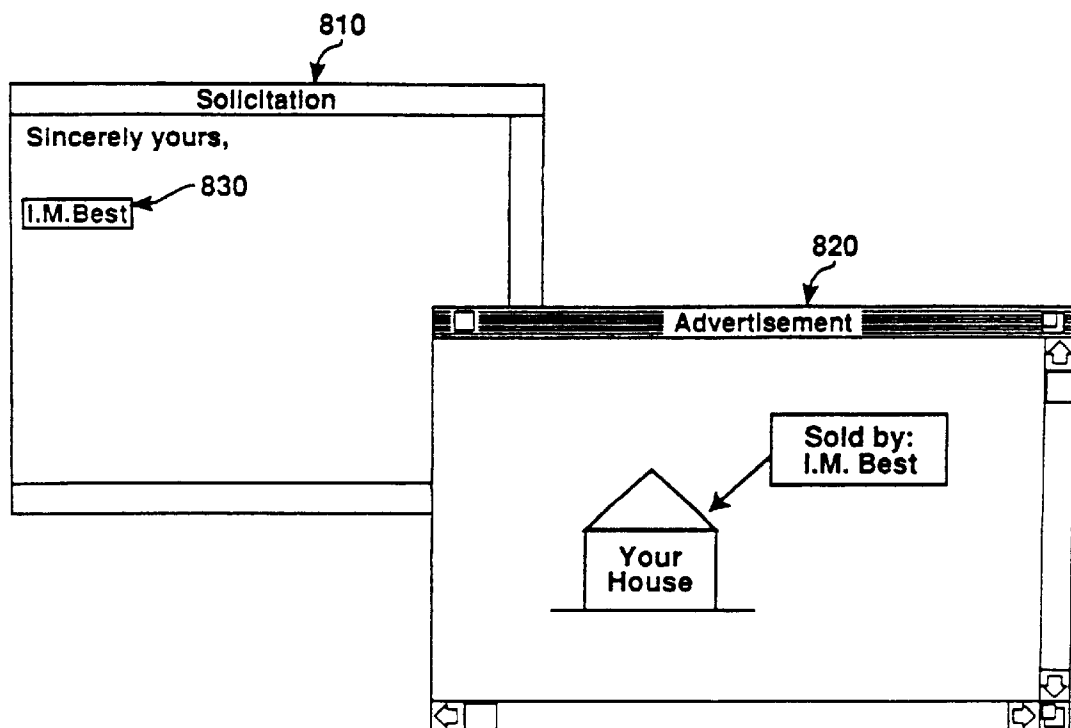 810
Solicitation
Sincerely yours,
830
I.M.Best
820
Advertisement
Sold by:
I.M. Best
Your
House